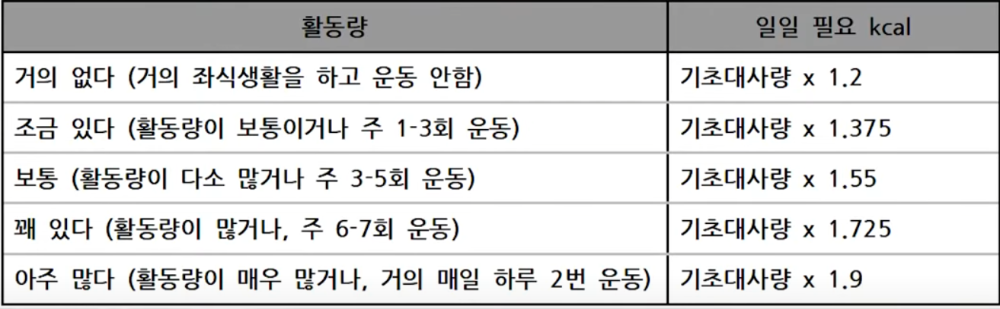 활동량 일일 필요 kcal
거의 없다 (거의 좌식생활을 하고 운동 안함) 기초대사량 x 1.2
조금 있다 (활동량이 보통이거나 주 1-3회 운동) 기초대사량 x 1.375
보통 (활동량이 다소 많거나 주 3-5회 운동) 기초대사량 x 1.55
꽤 있다 (활동량이 많거나, 주 6-7회 운동) 기초대사량 x 1.725
아주 많다 (활동량이 매우 많거나, 거의 매일 하루 2번 운동) 기초대사량 x 1.9